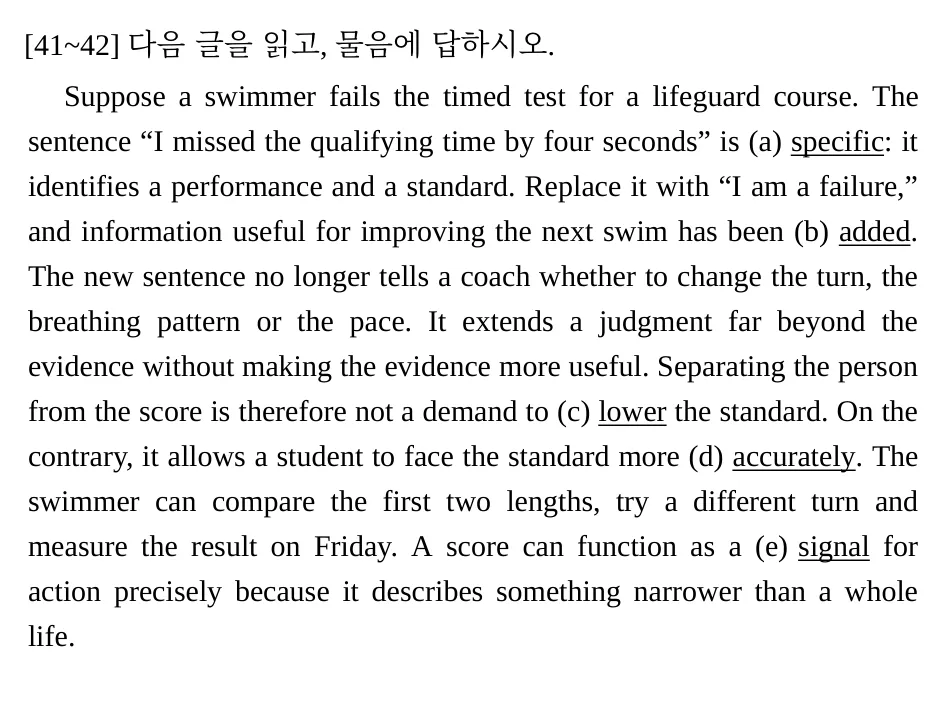 [41~42] 다음 글을 읽고, 물음에 답하시오.
Suppose a swimmer fails the timed test for a lifeguard course. The
sentence “I missed the qualifying time by four seconds” is (a) specific: it
identifies a performance and a standard. Replace it with “I am a failure,”
and information useful for improving the next swim has been (b) added.
The new sentence no longer tells a coach whether to change the turn, the
breathing pattern or the pace. It extends a judgment far beyond the
evidence without making the evidence more useful. Separating the person
from the score is therefore not a demand to (c) lower the standard. On the
contrary, it allows a student to face the standard more (d) accurately. The
swimmer can compare the first two lengths, try a different turn and
measure the result on Friday. A score can function as a (e) signal for
action precisely because it describes something narrower than a whole
life.